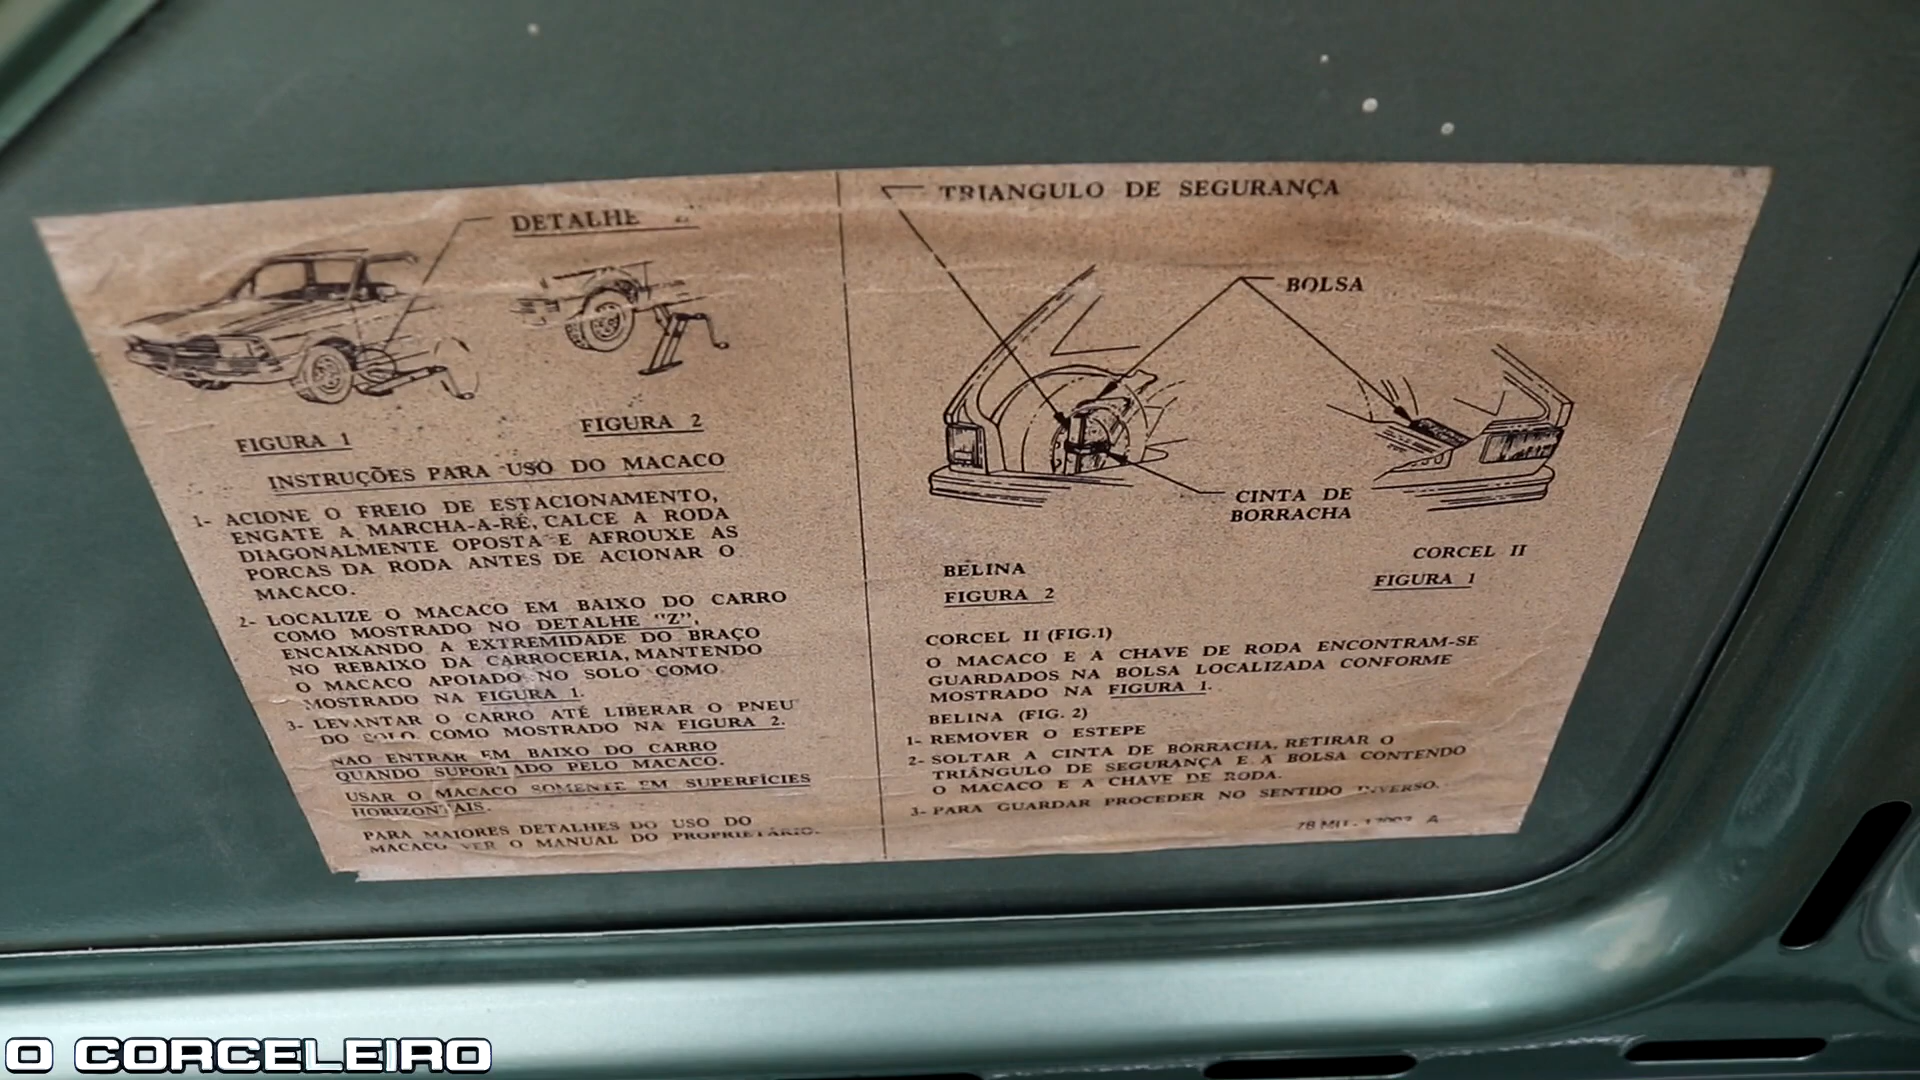 DETALHE
FIGURA 1
FIGURA 2
INSTRUÇÕES PARA USO DO MACACO
1- ACIONE O FREIO DE ESTACIONAMENTO,
ENGATE A MARCHA-A-RÉ, CALCE A RODA
DIAGONALMENTE OPOSTA E AFROUXE AS
PORCAS DA RODA ANTES DE ACIONAR O
MACACO.
2- LOCALIZE O MACACO EM BAIXO DO CARRO
COMO MOSTRADO NO DETALHE "Z",
ENCAIXANDO A EXTREMIDADE DO BRAÇO
NO REBAIXO DA CARROCERIA, MANTENDO
O MACACO APOIADO NO SOLO COMO
MOSTRADO NA FIGURA 1.
3- LEVANTAR O CARRO ATÉ LIBERAR O PNEU
DO SOLO COMO MOSTRADO NA FIGURA 2.
NAO ENTRAR EM BAIXO DO CARRO
QUANDO SUPORTADO PELO MACACO.
USAR O MACACO SOMENTE EM SUPERFÍCIES
HORIZONTAIS.
PARA MAIORES DETALHES DO USO DO
MACACO VER O MANUAL DO PROPRIETÁRIO.
TRIANGULO DE SEGURANÇA
BOLSA
CINTA DE
BORRACHA
BELINA
FIGURA 2
CORCEL II
FIGURA 1
CORCEL II (FIG.1)
O MACACO E A CHAVE DE RODA ENCONTRAM-SE
GUARDADOS NA BOLSA LOCALIZADA CONFORME
MOSTRADO NA FIGURA 1.
BELINA (FIG. 2)
1- REMOVER O ESTEPE
2- SOLTAR A CINTA DE BORRACHA, RETIRAR O
TRIÂNGULO DE SEGURANÇA E A BOLSA CONTENDO
O MACACO E A CHAVE DE RODA.
3- PARA GUARDAR PROCEDER NO SENTIDO INVERSO.
O CORCELEIRO